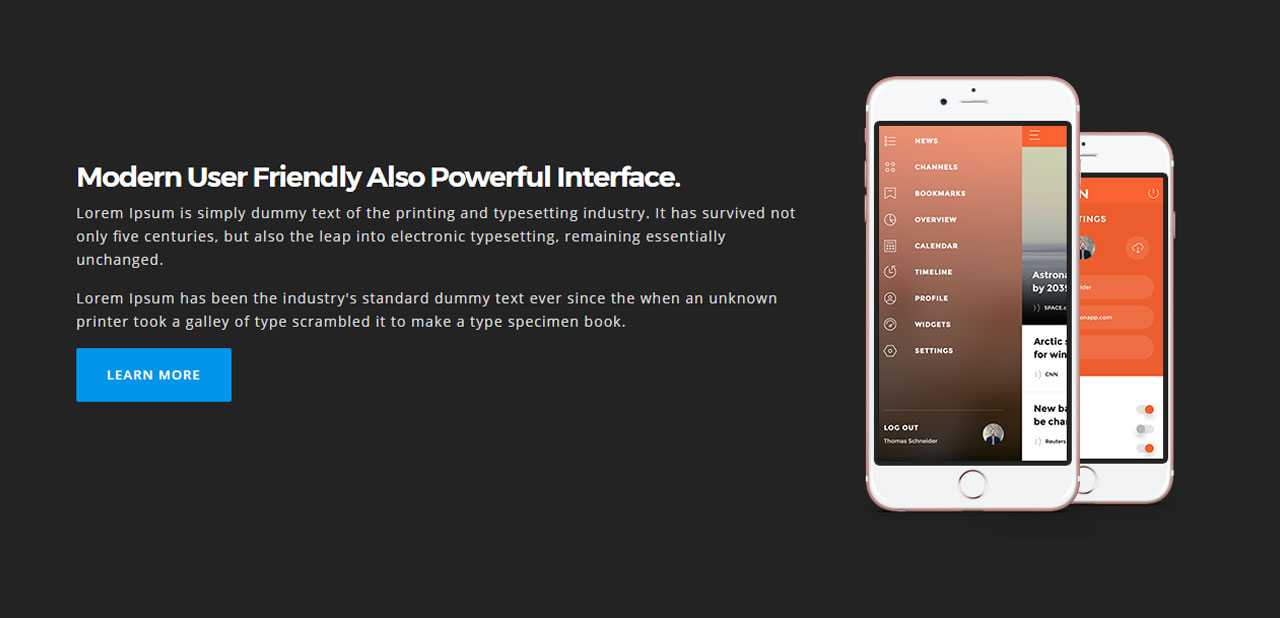 Modern User Friendly Also Powerful Interface.
Lorem Ipsum is simply dummy text of the printing and typesetting industry. It has survived not
only five centuries, but also the leap into electronic typesetting, remaining essentially
unchanged.
Lorem Ipsum has been the industry's standard dummy text ever since the when an unknown
printer took a galley of type scrambled it to make a type specimen book.
LEARN MORE
NEWS
CHANNELS
BOOKMARKS
OVERVIEW
CALENDAR
TIMELINE
PROFILE
WIDGETS
SETTINGS
LOG OUT
Thomas Schneider
Astrona
by 2039
SPACE.c
Arctic s
for win
CNN
New ba
be chan
Reuters
N
TINGS
ider
onapp.com